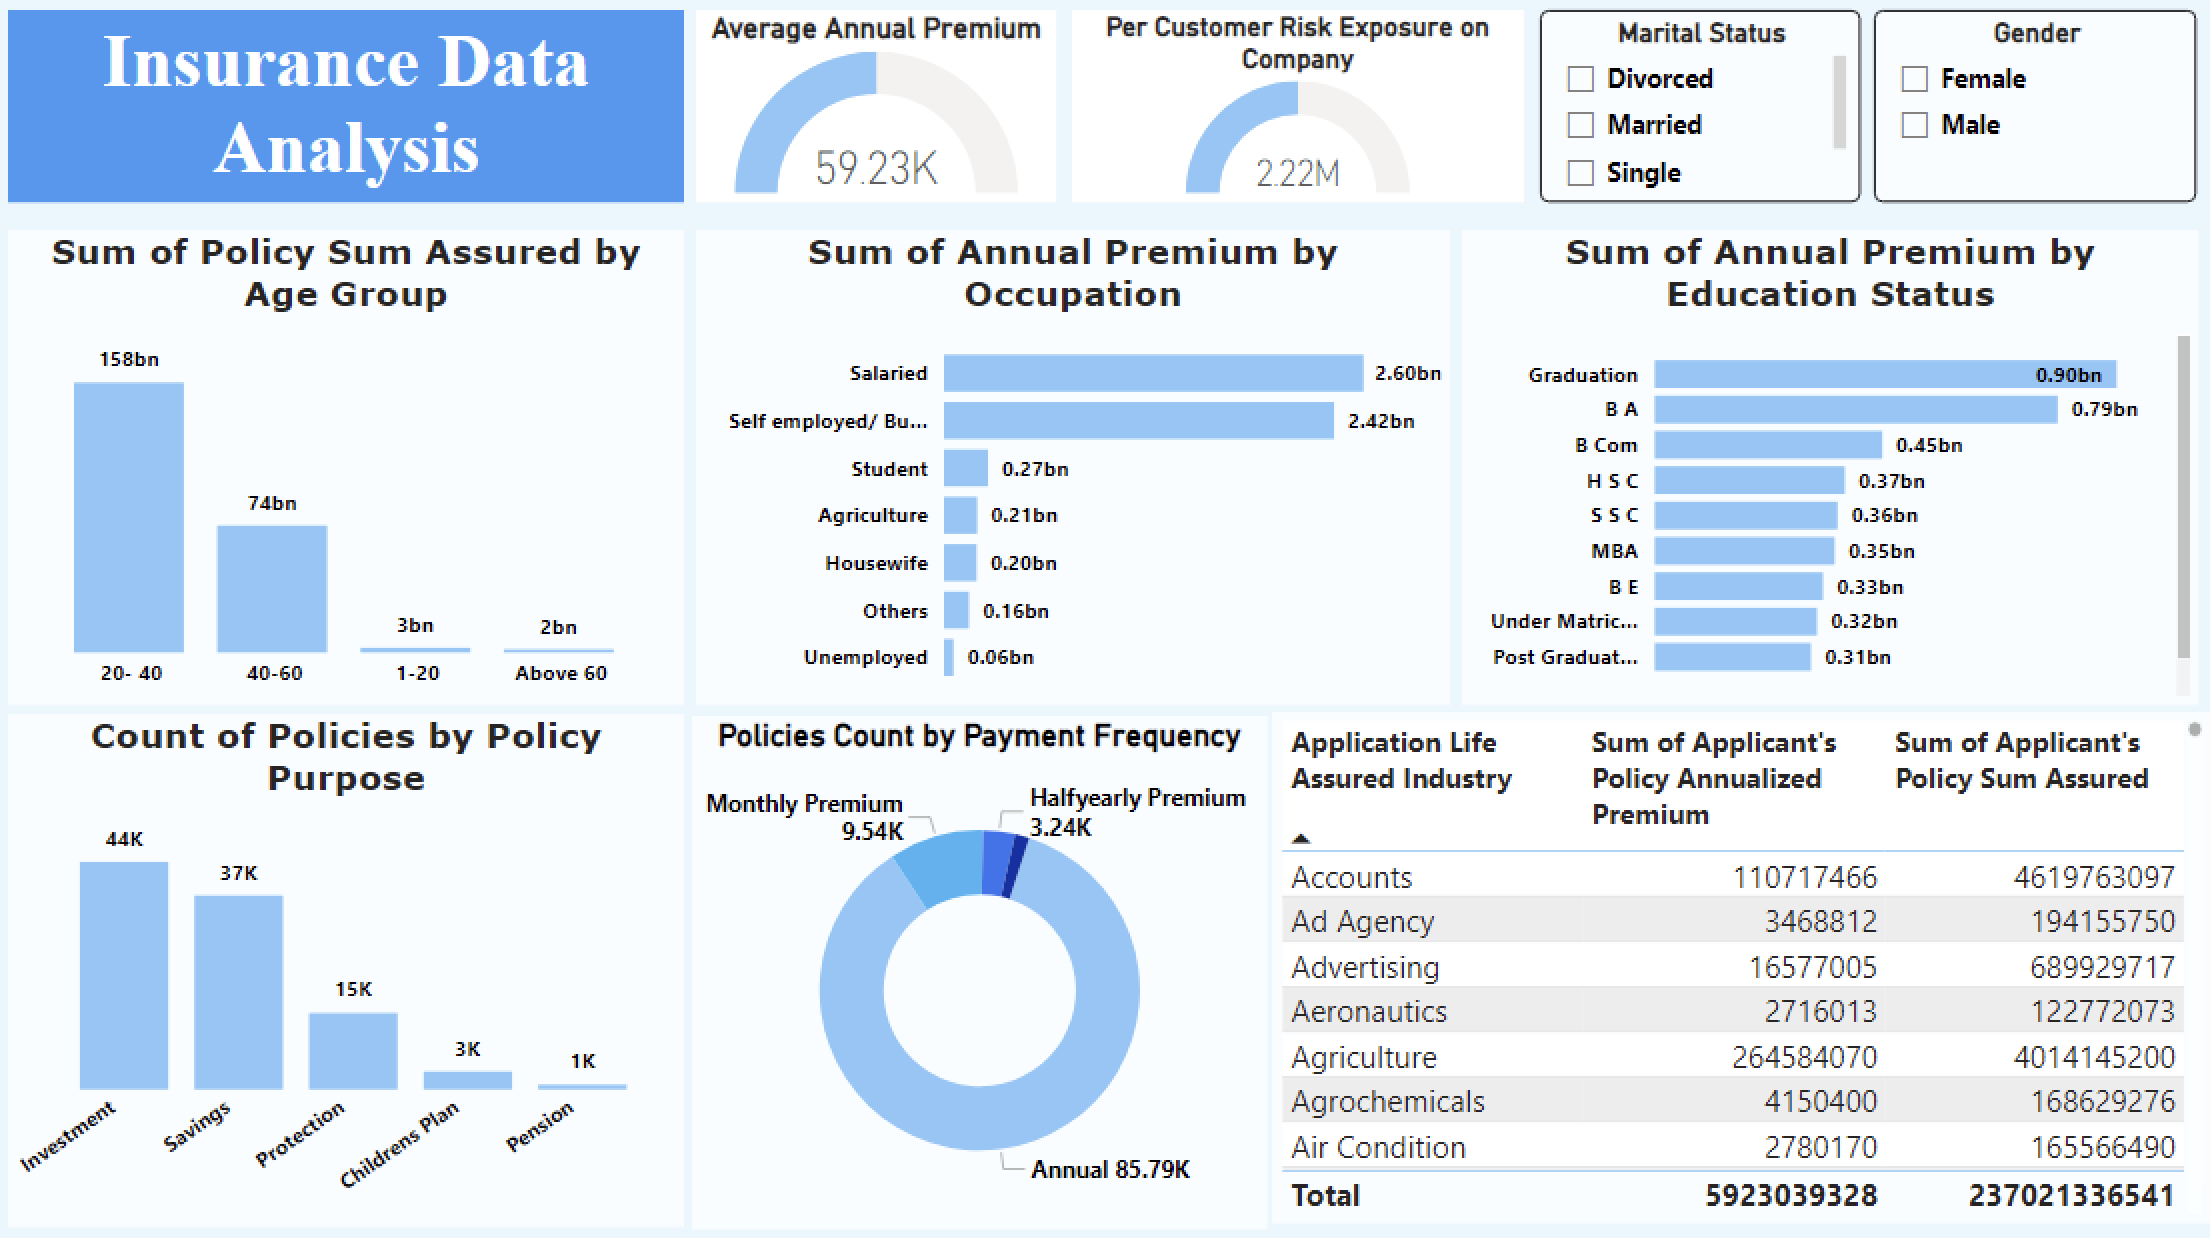 Insurance Data
Analysis
Average Annual Premium
59.23K
Per Customer Risk Exposure on
Company
2.22M
Marital Status
Divorced
Married
Single
Gender
Female
Male
Sum of Policy Sum Assured by
Age Group
158bn
74bn
3bn
2bn
20- 40
40-60
1-20
Above 60
Sum of Annual Premium by
Occupation
Salaried 2.60bn
Self employed/ Bu... 2.42bn
Student 0.27bn
Agriculture 0.21bn
Housewife 0.20bn
Others 0.16bn
Unemployed 0.06bn
Sum of Annual Premium by
Education Status
Graduation 0.90bn
B A 0.79bn
B Com 0.45bn
H S C 0.37bn
S S C 0.36bn
MBA 0.35bn
B E 0.33bn
Under Matric... 0.32bn
Post Graduat... 0.31bn
Count of Policies by Policy
Purpose
44K
37K
15K
3K
1K
Investment
Savings
Protection
Childrens Plan
Pension
Policies Count by Payment Frequency
Monthly Premium
9.54K
Halfyearly Premium
3.24K
Annual 85.79K
Application Life
Assured Industry
Sum of Applicant's
Policy Annualized
Premium
Sum of Applicant's
Policy Sum Assured
Accounts 110717466 4619763097
Ad Agency 3468812 194155750
Advertising 16577005 689929717
Aeronautics 2716013 122772073
Agriculture 264584070 4014145200
Agrochemicals 4150400 168629276
Air Condition 2780170 165566490
Total 5923039328 237021336541